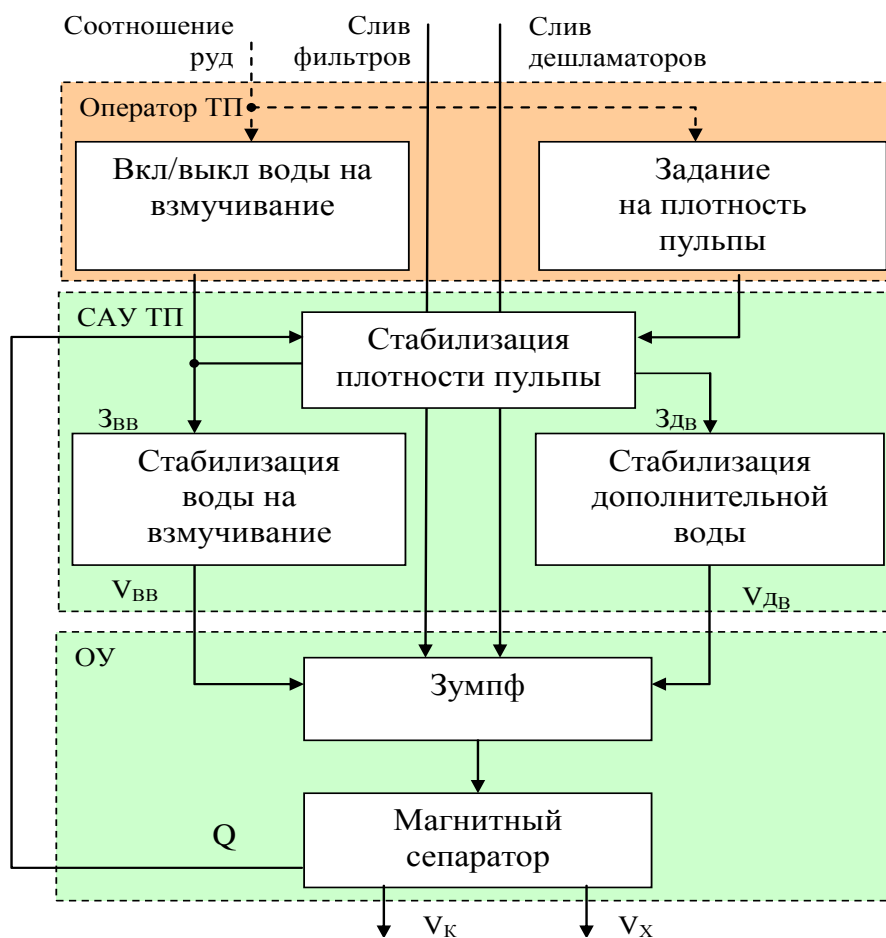 Соотношение
руд
Слив
фильтров
Слив
дешламаторов
Оператор ТП
Вкл/выкл воды на
взмучивание
Задание
на плотность
пульпы
САУ ТП
Стабилизация
плотности пульпы
ЗВВ
ЗДВ
Стабилизация
воды на
взмучивание
Стабилизация
дополнительной
воды
VВВ
VДВ
ОУ
Зумпф
Магнитный
сепаратор
Q
VК
VХ